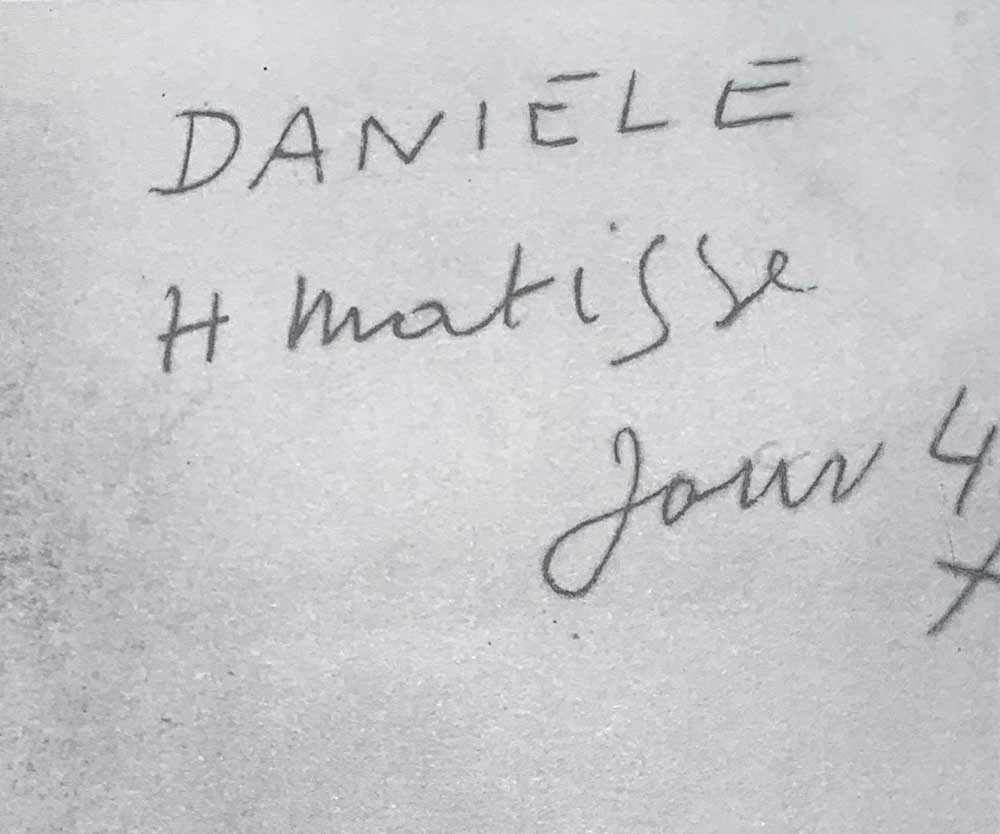 DANIELE
H Matisse
Jour 4
x